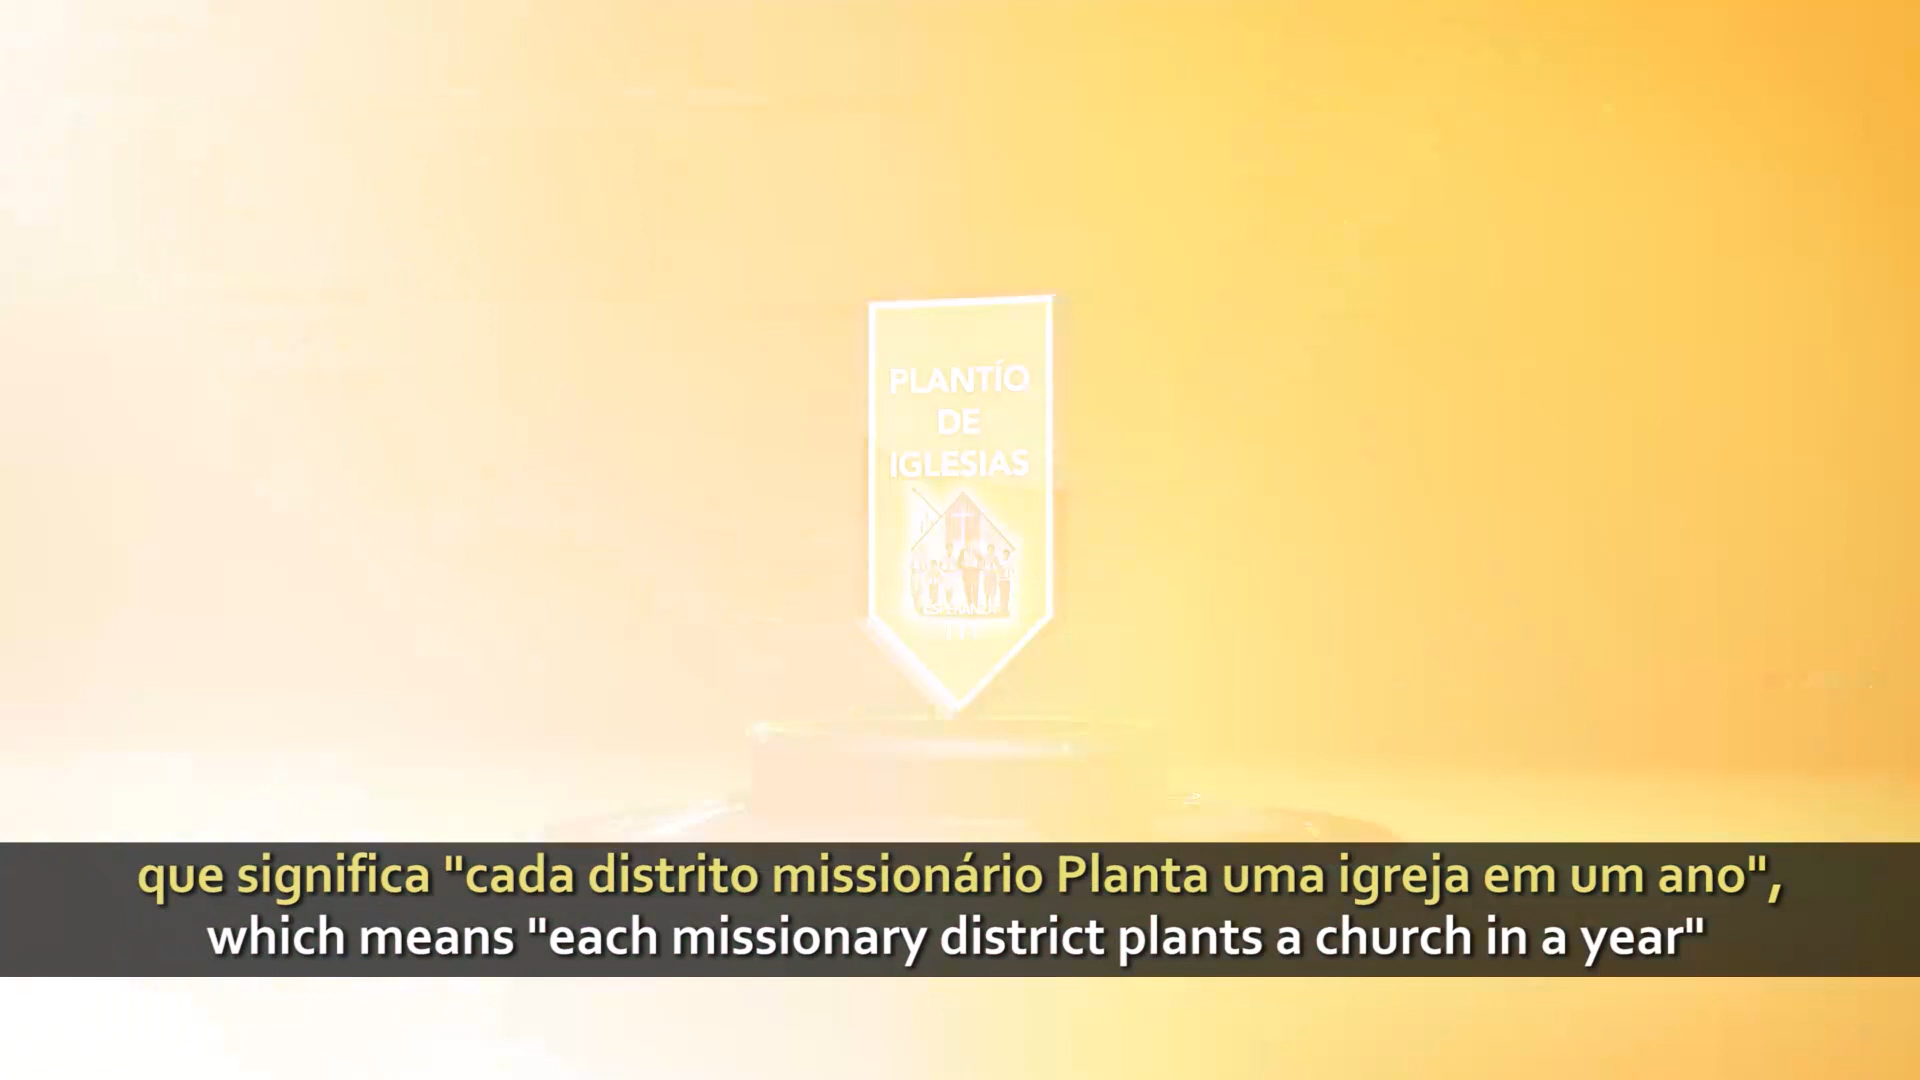 PLANTÍO
DE
IGLESIAS
ESPERANZA
que significa "cada distrito missionário Planta uma igreja em um ano",
which means "each missionary district plants a church in a year"